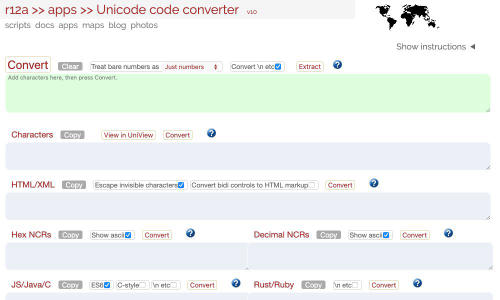 r12a >> apps >> Unicode code converter v10
scripts docs apps maps blog photos
Show instructions ◀
Convert Clear Treat bare numbers as Just numbers Convert \n etc Extract ?
Add characters here, then press Convert.
Characters Copy View in UniView Convert ?
HTML/XML Copy Escape invisible characters Convert bidi controls to HTML markup Convert ?
Hex NCRs Copy Show ascii Convert ? Decimal NCRs Copy Show ascii Convert ?
JS/Java/C Copy ES6 C-style \n etc Convert ? Rust/Ruby Copy \n etc Convert ?